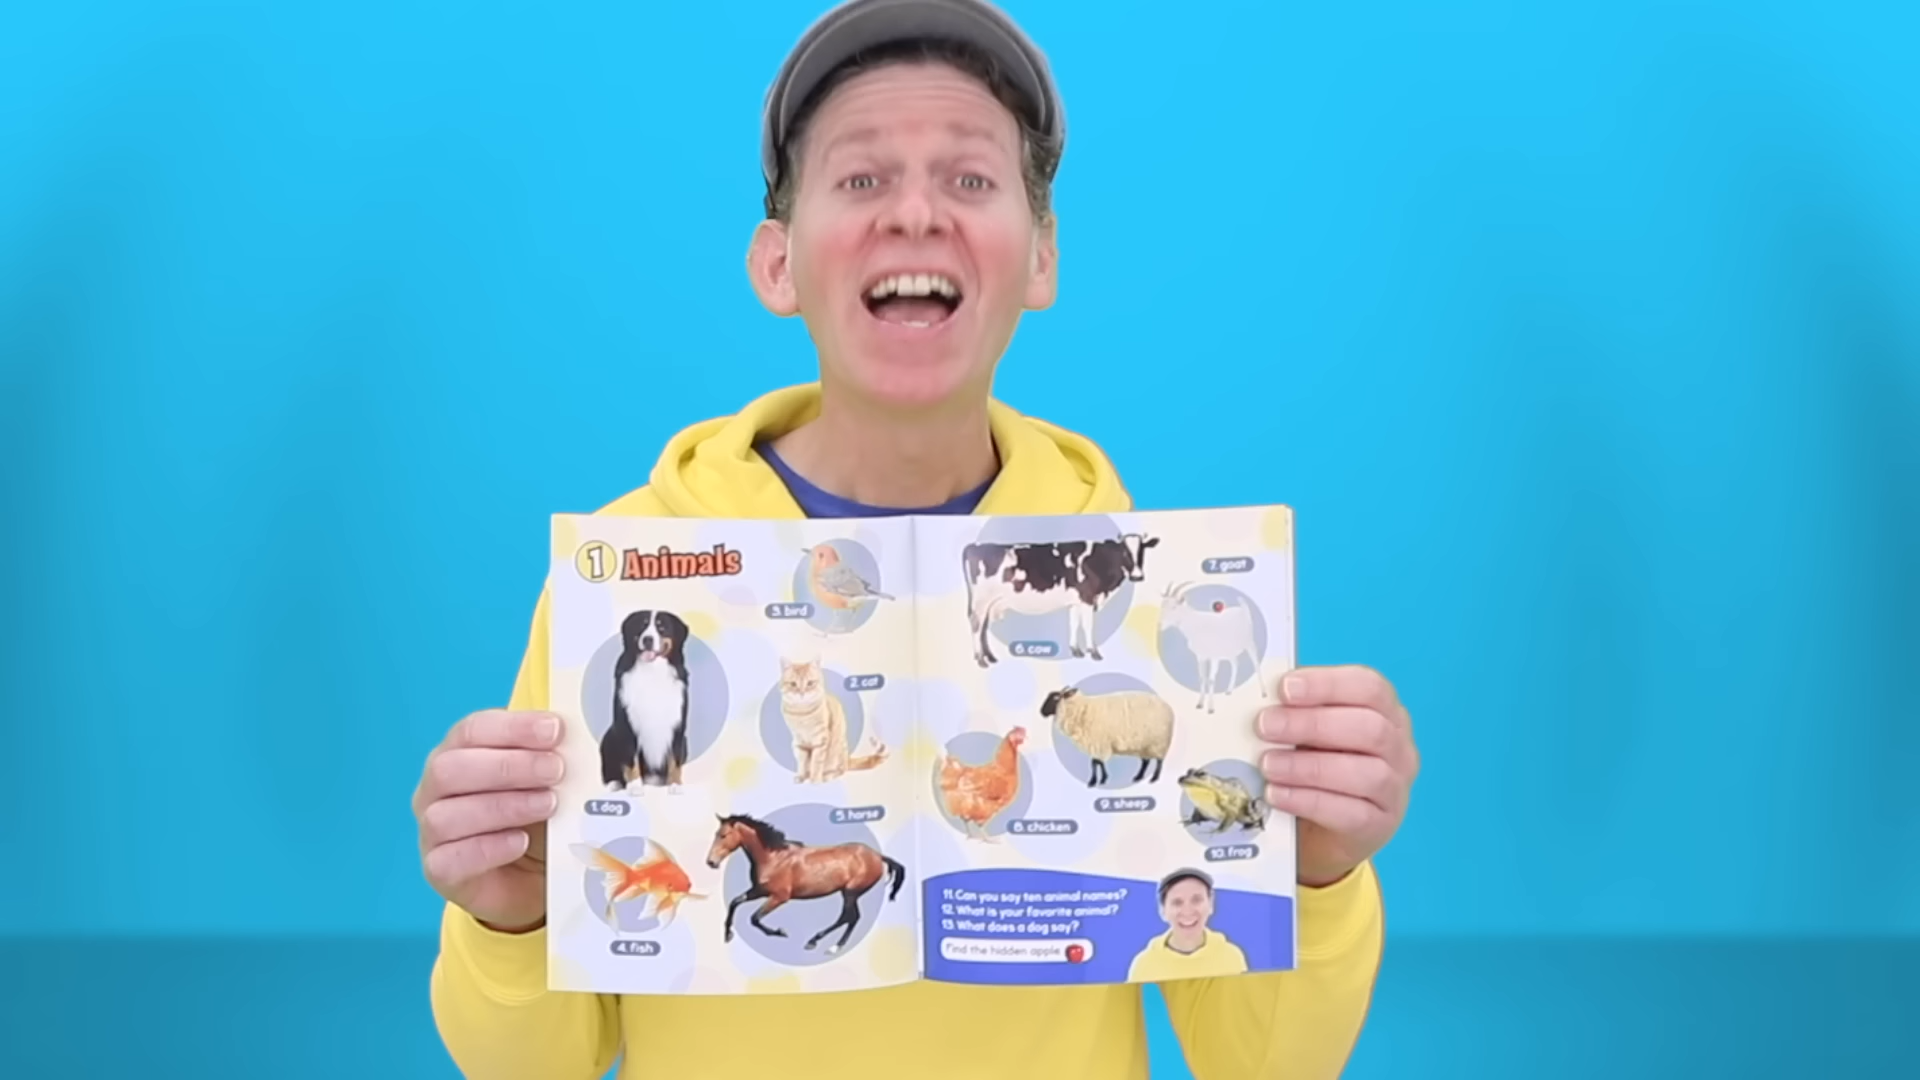 1 Animals
3. bird
2. cat
1. dog
5. horse
4. fish
7. goat
6. cow
9. sheep
8. chicken
10. frog
11. Can you say ten animal names?
12. What is your favorite animal?
13. What does a dog say?
Find the hidden apple